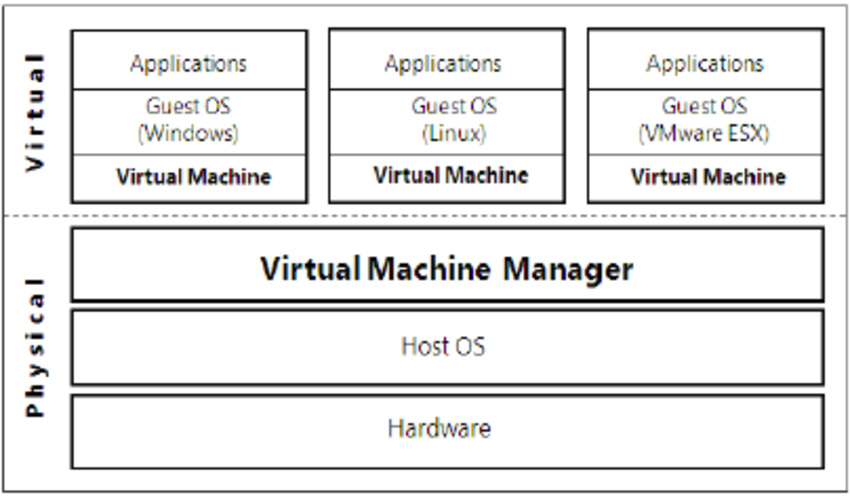 Virtual
Applications
Guest OS
(Windows)
Virtual Machine
Applications
Guest OS
(Linux)
Virtual Machine
Applications
Guest OS
(VMware ESX)
Virtual Machine
Physical
Virtual Machine Manager
Host OS
Hardware